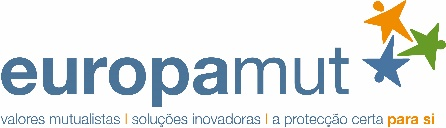 europamut
valores mutualistas | soluções inovadoras | a protecção certa para si